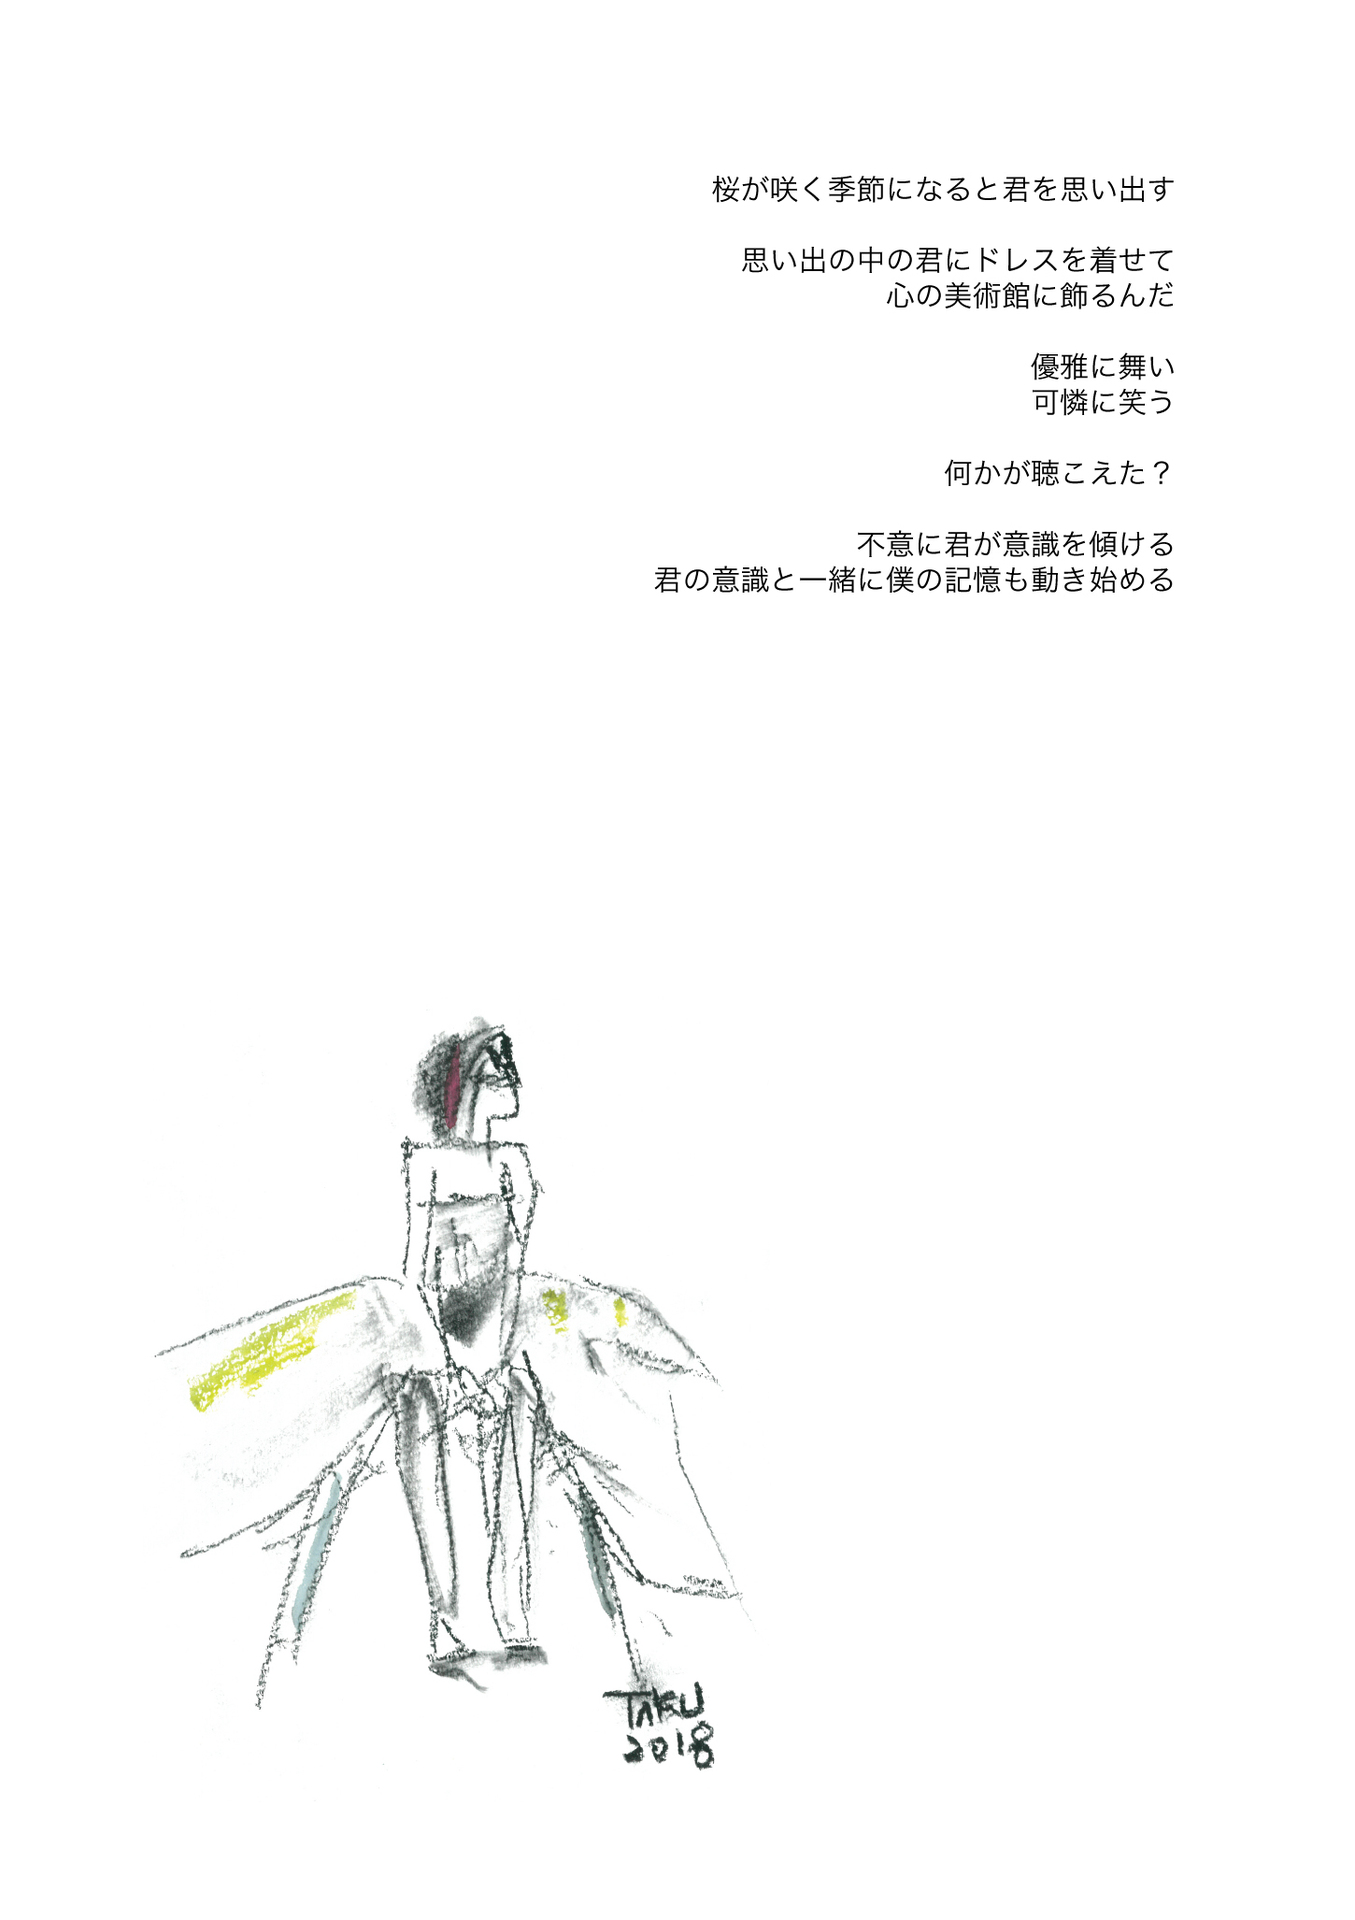 桜が咲く季節になると君を思い出す
思い出の中の君にドレスを着せて
心の美術館に飾るんだ
優雅に舞い
可憐に笑う
何かが聴こえた？
不意に君が意識を傾ける
君の意識と一緒に僕の記憶も動き始める
TAKU
2018